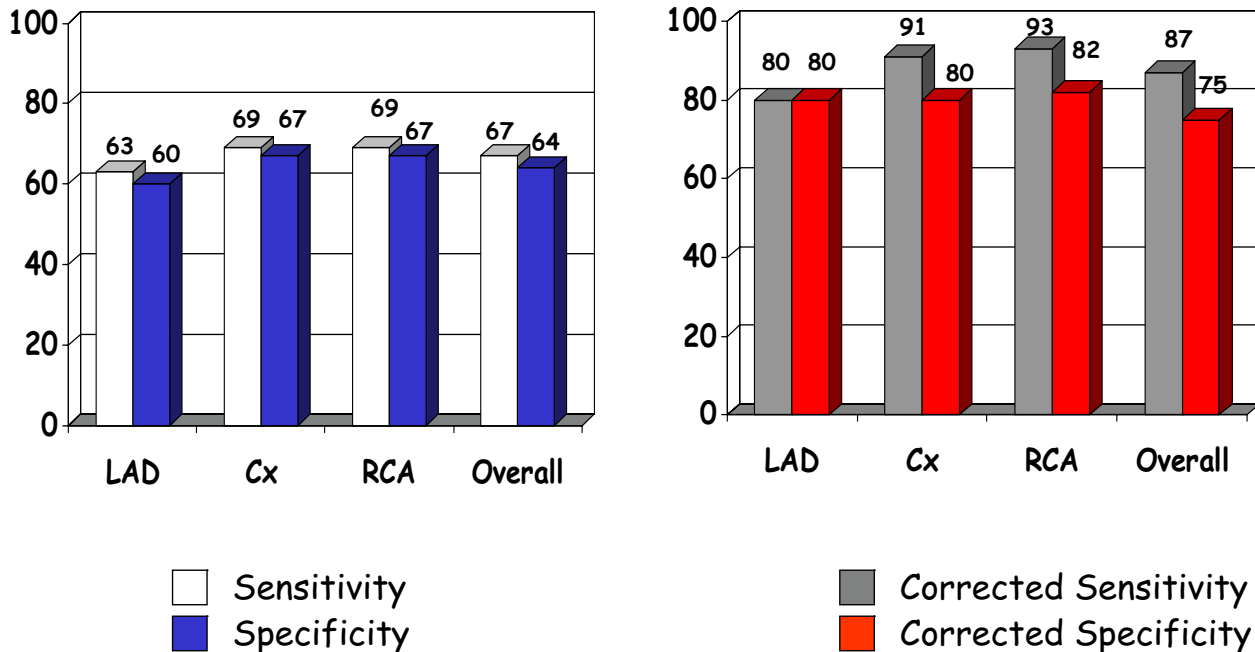 100
80
60
40
20
0
63 60 69 67 69 67 67 64
LAD Cx RCA Overall
Sensitivity
Specificity
100
80
60
40
20
0
80 80 91 80 93 82 87 75
LAD Cx RCA Overall
Corrected Sensitivity
Corrected Specificity